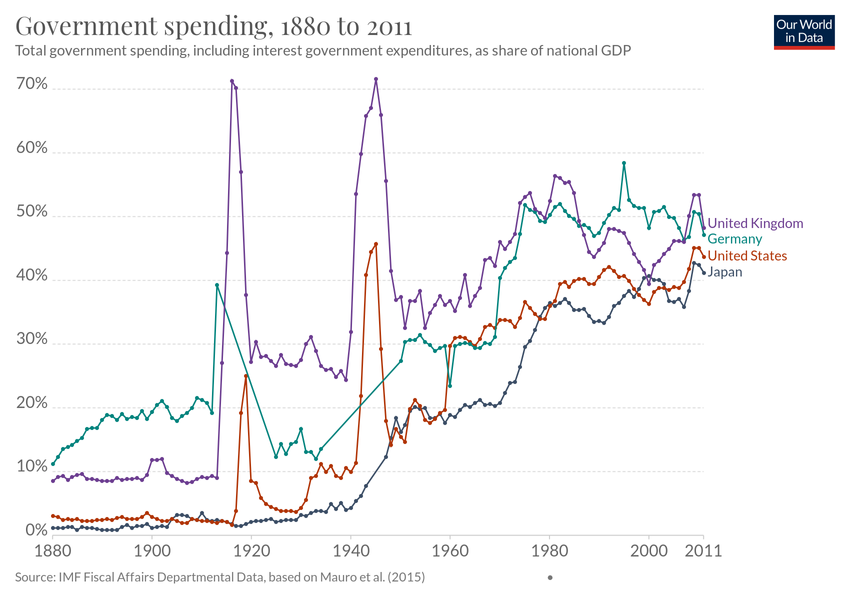 Government spending, 1880 to 2011
Our World
in Data
Total government spending, including interest government expenditures, as share of national GDP
70%
60%
50%
United Kingdom
Germany
40%
United States
Japan
30%
20%
10%
0%
1880
1900
1920
1940
1960
1980
2000
2011
Source: IMF Fiscal Affairs Departmental Data, based on Mauro et al. (2015)